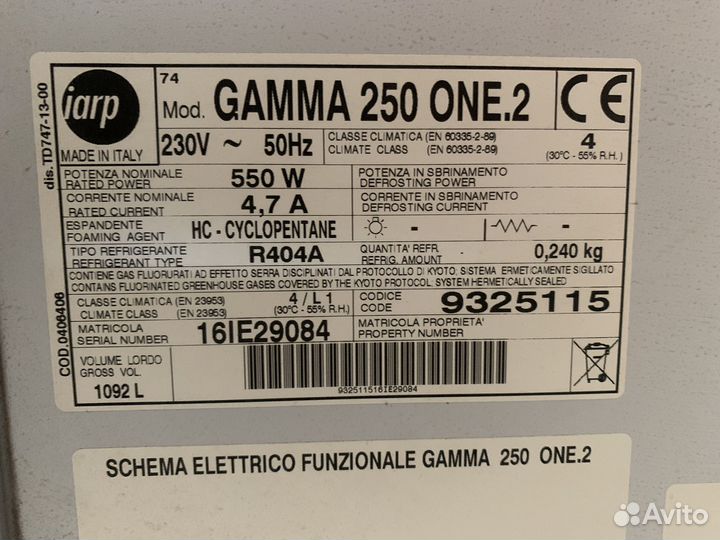 dis. TD747-13-00
iarp
MADE IN ITALY
74
Mod. GAMMA 250 ONE.2
CE
230V ~ 50Hz
CLASSE CLIMATICA (EN 60335-2-89)
CLIMATE CLASS (EN 60335-2-89)
4
(30°C - 55% R.H.)
POTENZA NOMINALE
RATED POWER
550 W
POTENZA IN SBRINAMENTO
DEFROSTING POWER
CORRENTE NOMINALE
RATED CURRENT
4,7 A
CORRENTE IN SBRINAMENTO
DEFROSTING CURRENT
ESPANDENTE
FOAMING AGENT
HC - CYCLOPENTANE
-
-
TIPO REFRIGERANTE
REFRIGERANT TYPE
R404A
QUANTITA' REFR.
REFRIG. AMOUNT
0,240 kg
CONTIENE GAS FLUORURATI AD EFFETTO SERRA DISCIPLINATI DAL PROTOCOLLO DI KYOTO, SISTEMA ERMETICAMENTE SIGILLATO
CONTAINS FLUORINATED GREENHOUSE GASES COVERED BY THE KYOTO PROTOCOL, SYSTEM HERMETICALLY SEALED
COD.0406406
CLASSE CLIMATICA (EN 23953)
CLIMATE CLASS (EN 23953)
4 / L 1
(30°C - 55% R.H.)
CODICE
CODE
9325115
MATRICOLA
SERIAL NUMBER
16IE29084
MATRICOLA PROPRIETA'
PROPERTY NUMBER
VOLUME LORDO
GROSS VOL.
1092 L
932511516IE29084
SCHEMA ELETTRICO FUNZIONALE GAMMA 250 ONE.2
Avito